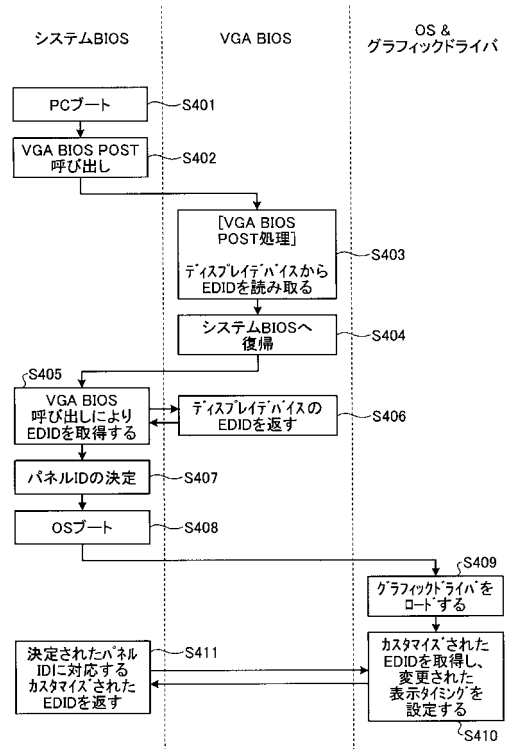 システムBIOS
VGA BIOS
OS &
グラフィックドライバ
PCブート
S401
VGA BIOS POST
呼び出し
S402
[VGA BIOS
POST処理]
ディスプレイデバイスから
EDIDを読み取る
S403
システムBIOSへ
復帰
S404
S405
VGA BIOS
呼び出しにより
EDIDを取得する
ディスプレイデバイスの
EDIDを返す
S406
パネルIDの決定
S407
OSブート
S408
S409
グラフィックドライバを
ロードする
決定されたパネル
IDに対応する
カスタマイズされた
EDIDを返す
S411
カスタマイズされた
EDIDを取得し、
変更された
表示タイミングを
設定する
S410